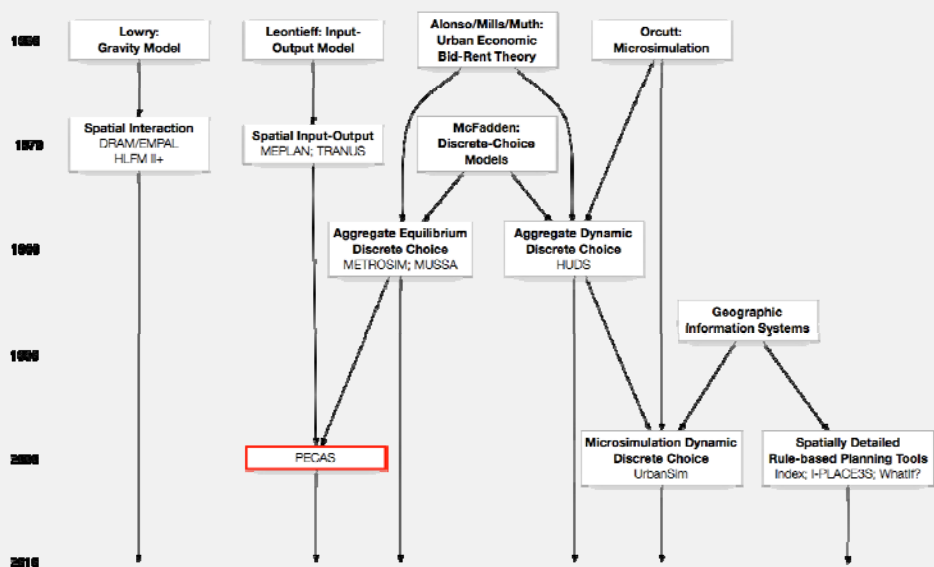 Lowry:
Gravity Model
Leontieff: Input-
Output Model
Alonso/Mills/Muth:
Urban Economic
Bid-Rent Theory
Orcutt:
Microsimulation
Spatial Interaction
DRAM/EMPAL
HLFM II+
Spatial Input-Output
MEPLAN; TRANUS
McFadden:
Discrete-Choice
Models
Aggregate Equilibrium
Discrete Choice
METROSIM; MUSSA
Aggregate Dynamic
Discrete Choice
HUDS
Geographic
Information Systems
PECAS
Microsimulation Dynamic
Discrete Choice
UrbanSim
Spatially Detailed
Rule-based Planning Tools
Index; I-PLACE3S; WhatIf?